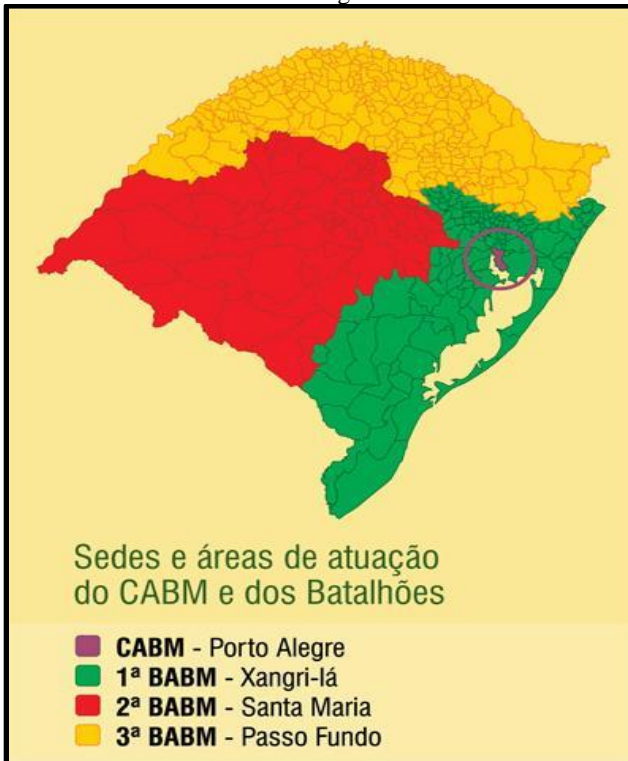 Sedes e áreas de atuação
do CABM e dos Batalhões
CABM - Porto Alegre
1ª BABM - Xangri-lá
2ª BABM - Santa Maria
3ª BABM - Passo Fundo